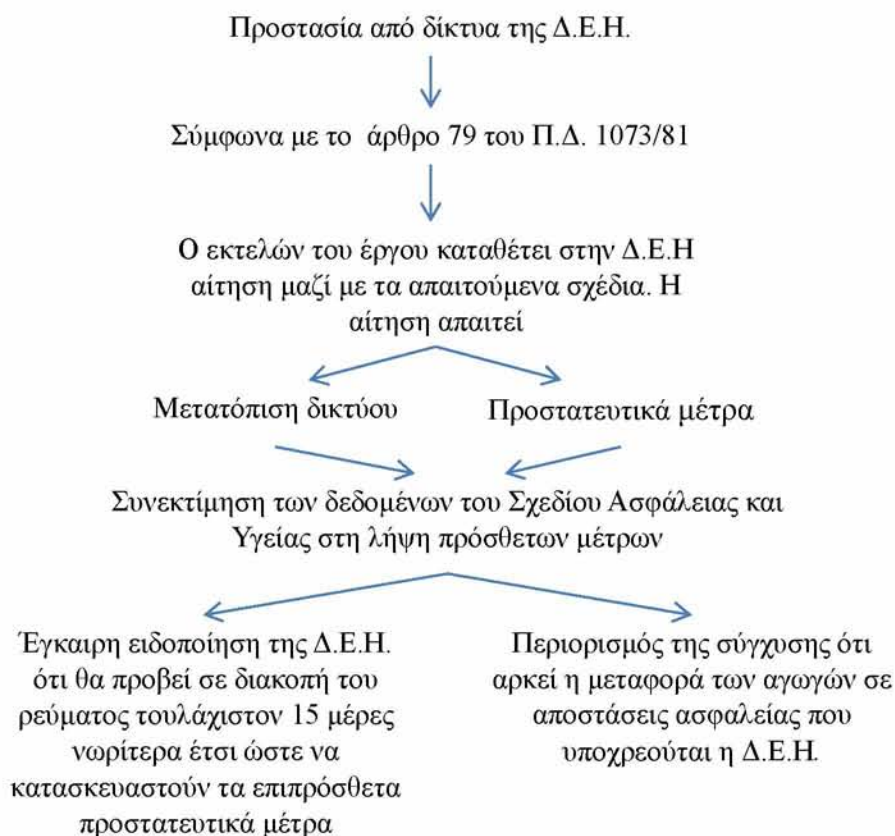 Προστασία από δίκτυα της Δ.Ε.Η.
Σύμφωνα με το άρθρο 79 του Π.Δ. 1073/81
Ο εκτελών του έργου καταθέτει στην Δ.Ε.Η
αίτηση μαζί με τα απαιτούμενα σχέδια. Η
αίτηση απαιτεί
Μετατόπιση δικτύου
Προστατευτικά μέτρα
Συνεκτίμηση των δεδομένων του Σχεδίου Ασφάλειας και
Υγείας στη λήψη πρόσθετων μέτρων
Έγκαιρη ειδοποίηση της Δ.Ε.Η.
ότι θα προβεί σε διακοπή του
ρεύματος τουλάχιστον 15 μέρες
νωρίτερα έτσι ώστε να
κατασκευαστούν τα επιπρόσθετα
προστατευτικά μέτρα
Περιορισμός της σύγχυσης ότι
αρκεί η μεταφορά των αγωγών σε
αποστάσεις ασφαλείας που
υποχρεούται η Δ.Ε.Η.